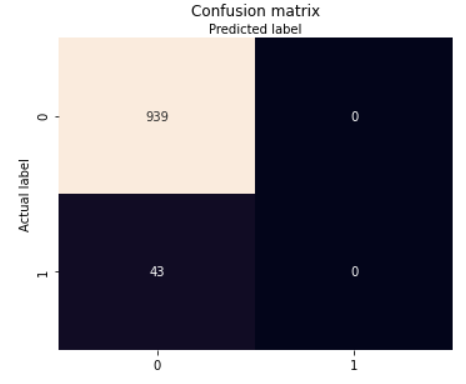 Confusion matrix
Predicted label
0
939
0
Actual label
1
43
0
0
1